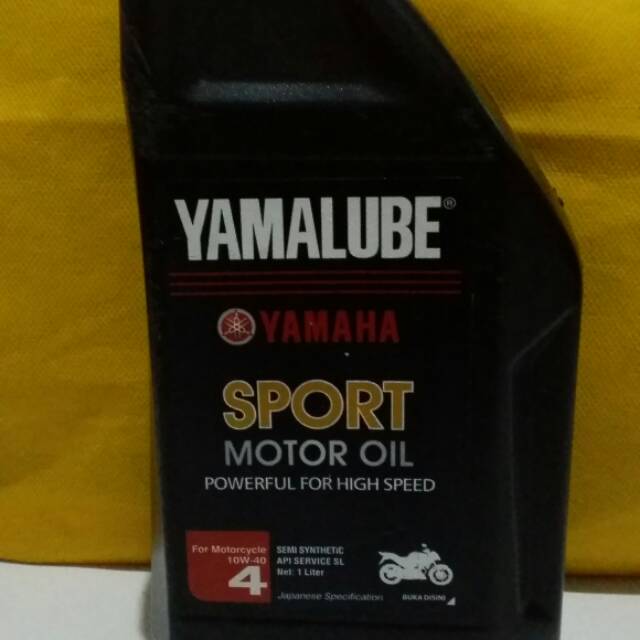 YAMALUBE®
YAMAHA
SPORT
MOTOR OIL
POWERFUL FOR HIGH SPEED
For Motorcycle
10W-40
4
SEMI SYNTHETIC
API SERVICE SL
Net: 1 Liter
Japanese Specification
BUKA DISINI